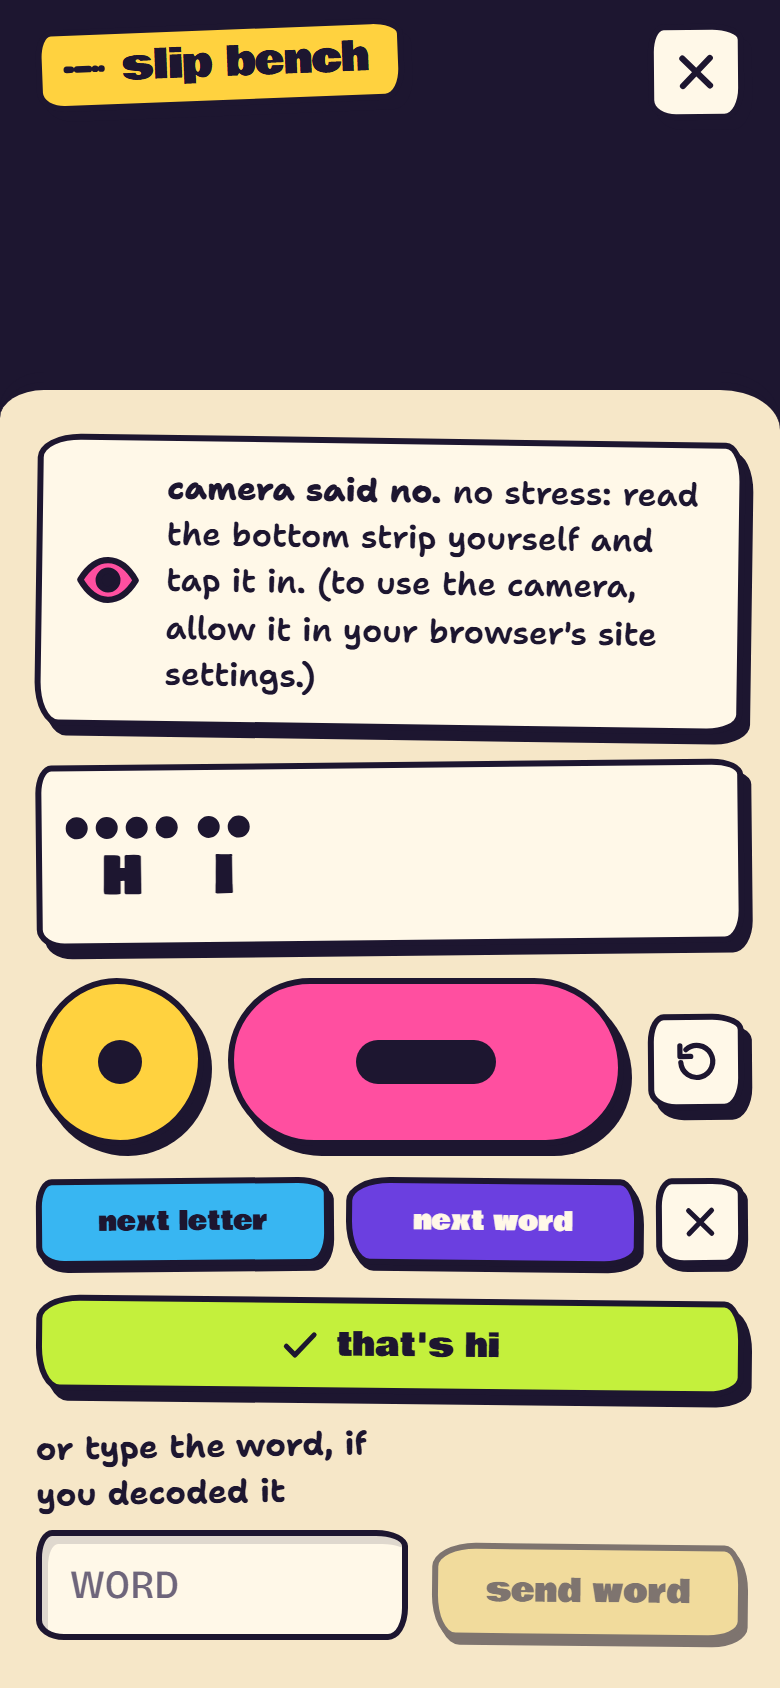 slip bench
camera said no. no stress: read
the bottom strip yourself and
tap it in. (to use the camera,
allow it in your browser's site
settings.)
H I
next letter
next word
that's hi
or type the word, if
you decoded it
WORD
send word